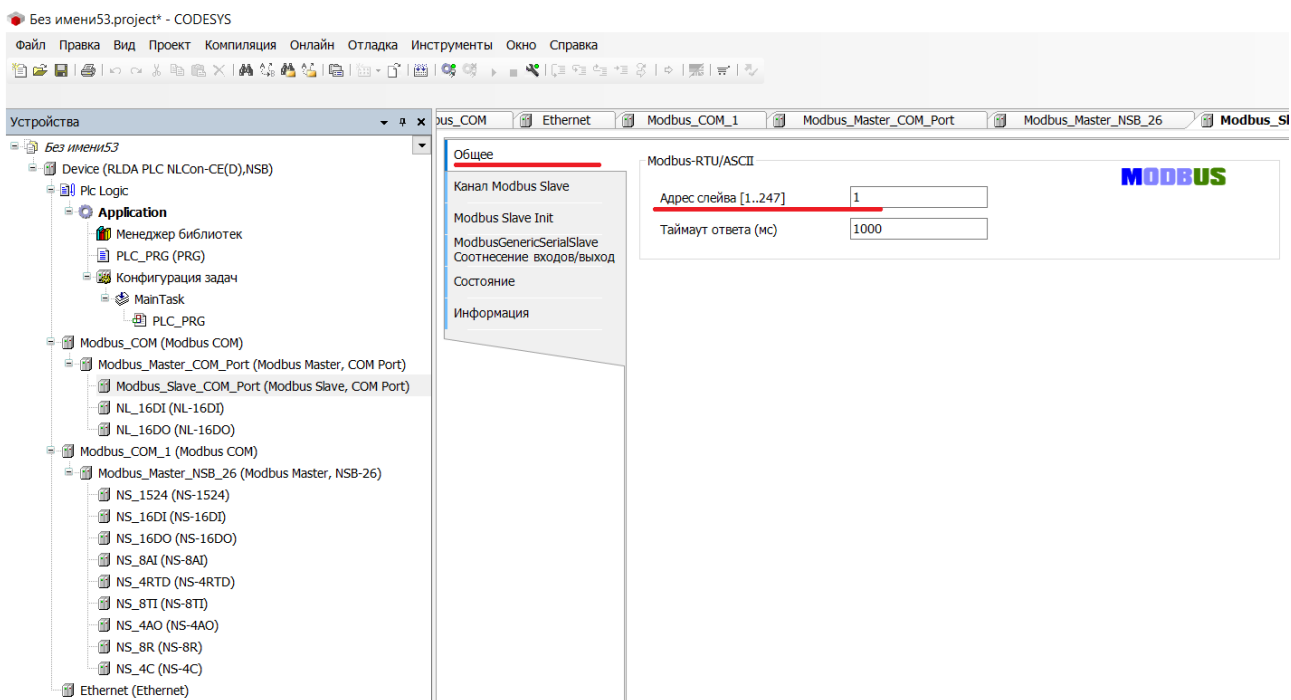 Без имени53.project* - CODESYS
Файл Правка Вид Проект Компиляция Онлайн Отладка Инструменты Окно Справка
Устройства
Без имени53
Device (RLDA PLC NLCon-CE(D),NSB)
Plc Logic
Application
Менеджер библиотек
PLC_PRG (PRG)
Конфигурация задач
MainTask
PLC_PRG
Modbus_COM (Modbus COM)
Modbus_Master_COM_Port (Modbus Master, COM Port)
Modbus_Slave_COM_Port (Modbus Slave, COM Port)
NL_16DI (NL-16DI)
NL_16DO (NL-16DO)
Modbus_COM_1 (Modbus COM)
Modbus_Master_NSB_26 (Modbus Master, NSB-26)
NS_1524 (NS-1524)
NS_16DI (NS-16DI)
NS_16DO (NS-16DO)
NS_8AI (NS-8AI)
NS_4RTD (NS-4RTD)
NS_8TI (NS-8TI)
NS_4AO (NS-4AO)
NS_8R (NS-8R)
NS_4C (NS-4C)
Ethernet (Ethernet)
bus_COM Ethernet Modbus_COM_1 Modbus_Master_COM_Port Modbus_Master_NSB_26 Modbus_Sl
Общее
Канал Modbus Slave
Modbus Slave Init
ModbusGenericSerialSlave
Соотнесение входов/выход
Состояние
Информация
Modbus-RTU/ASCII
MODBUS
Адрес слейва [1..247] 1
Таймаут ответа (мс) 1000